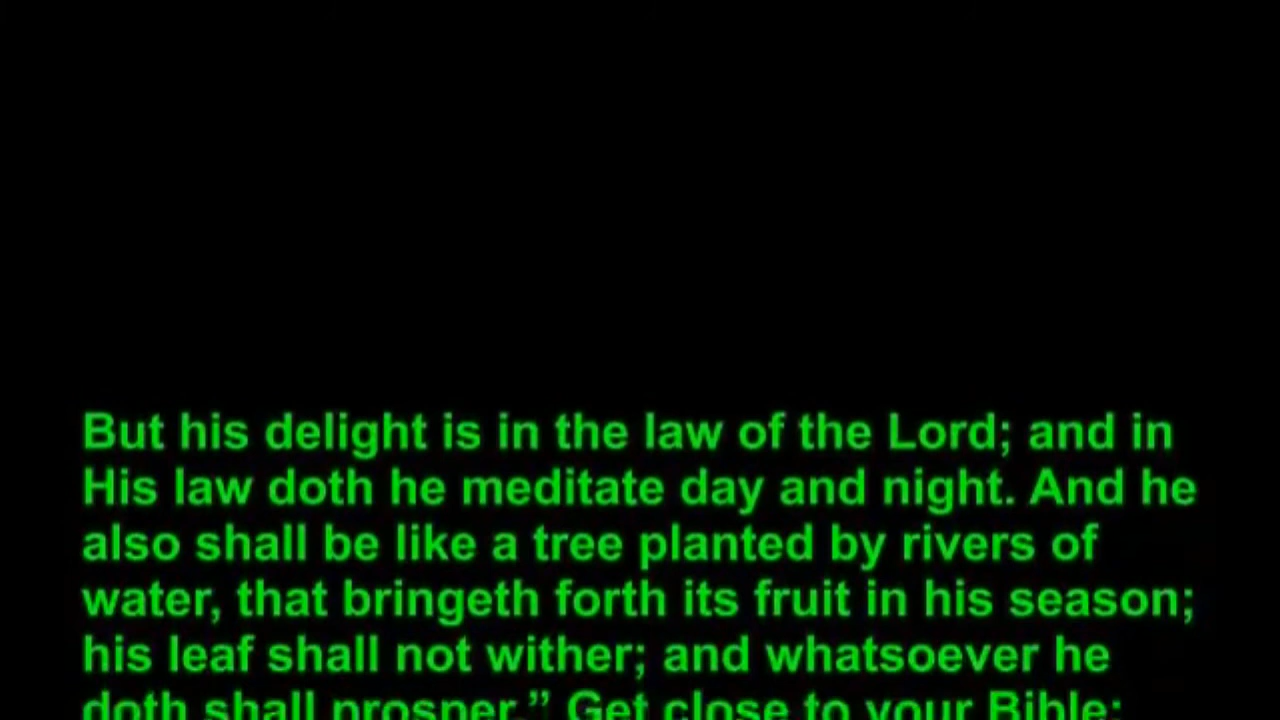 But his delight is in the law of the Lord; and in
His law doth he meditate day and night. And he
also shall be like a tree planted by rivers of
water, that bringeth forth its fruit in his season;
his leaf shall not wither; and whatsoever he
doth shall prosper.” Get close to your Bible;